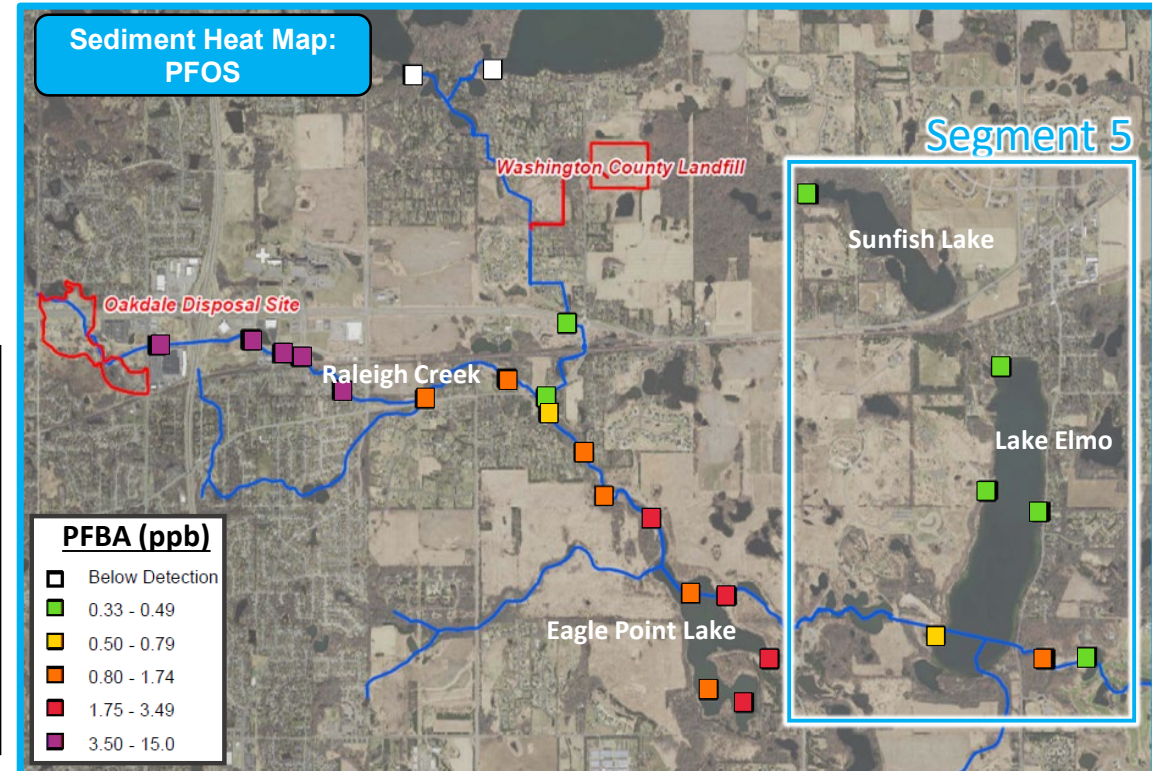 Sediment Heat Map:
PFOS
Segment 5
Washington County Landfill
Sunfish Lake
Oakdale Disposal Site
Raleigh Creek
Lake Elmo
Eagle Point Lake
PFBA (ppb)
Below Detection
0.33 - 0.49
0.50 - 0.79
0.80 - 1.74
1.75 - 3.49
3.50 - 15.0